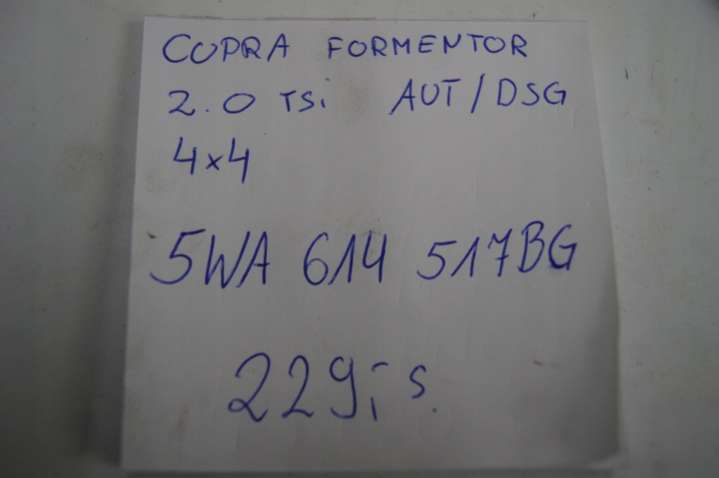 CUPRA FORMENTOR
2.0 TSi AUT/DSG
4x4
5WA 614 517BG
229,- s.